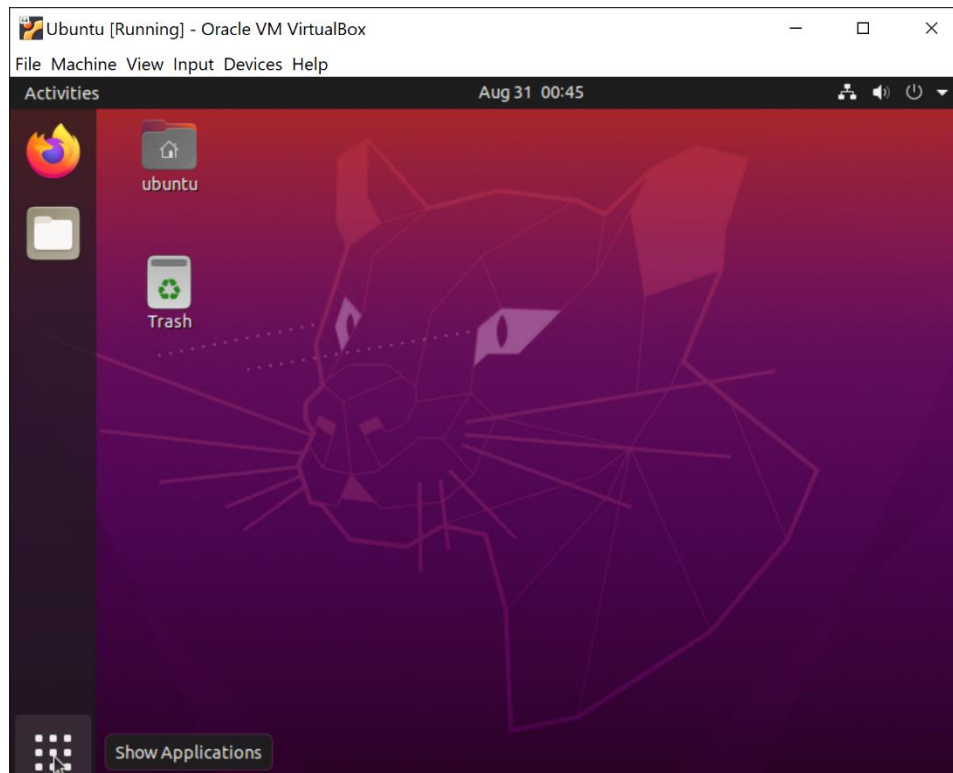 Ubuntu [Running] - Oracle VM VirtualBox
File Machine View Input Devices Help
Activities
Aug 31 00:45
ubuntu
Trash
Show Applications